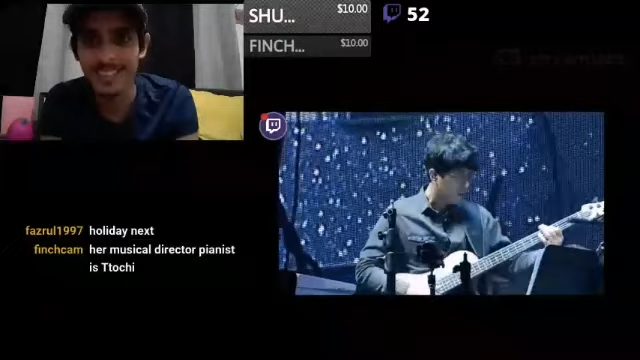 SHU... $10.00
FINCH... $10.00
52
fazrul1997 holiday next
finchcam her musical director pianist
is Ttochi